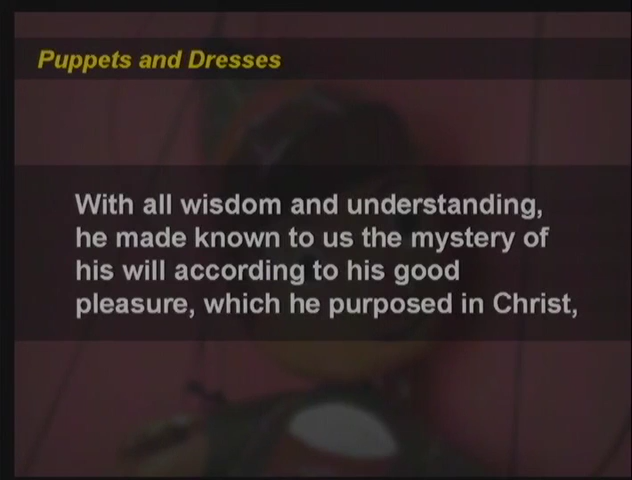 Puppets and Dresses
With all wisdom and understanding,
he made known to us the mystery of
his will according to his good
pleasure, which he purposed in Christ,